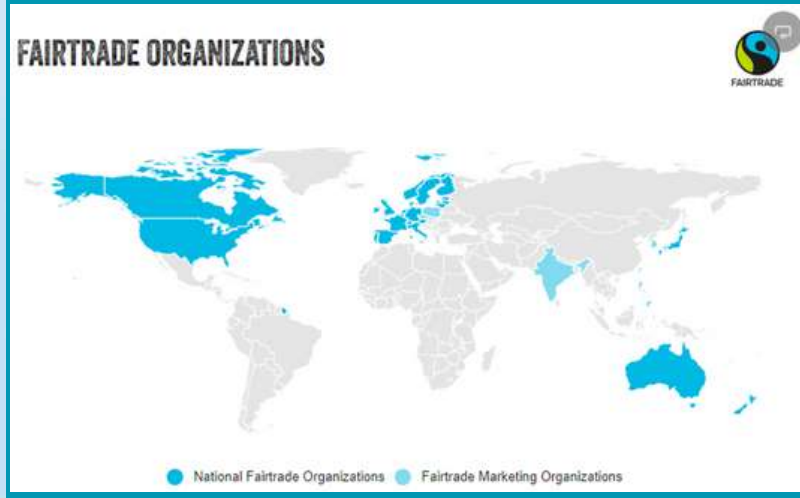 FAIRTRADE ORGANIZATIONS
FAIRTRADE
National Fairtrade Organizations
Fairtrade Marketing Organizations